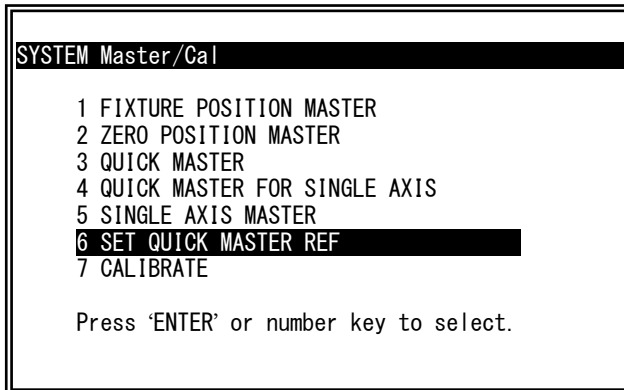 SYSTEM Master/Cal
1 FIXTURE POSITION MASTER
2 ZERO POSITION MASTER
3 QUICK MASTER
4 QUICK MASTER FOR SINGLE AXIS
5 SINGLE AXIS MASTER
6 SET QUICK MASTER REF
7 CALIBRATE
Press ‘ENTER’ or number key to select.